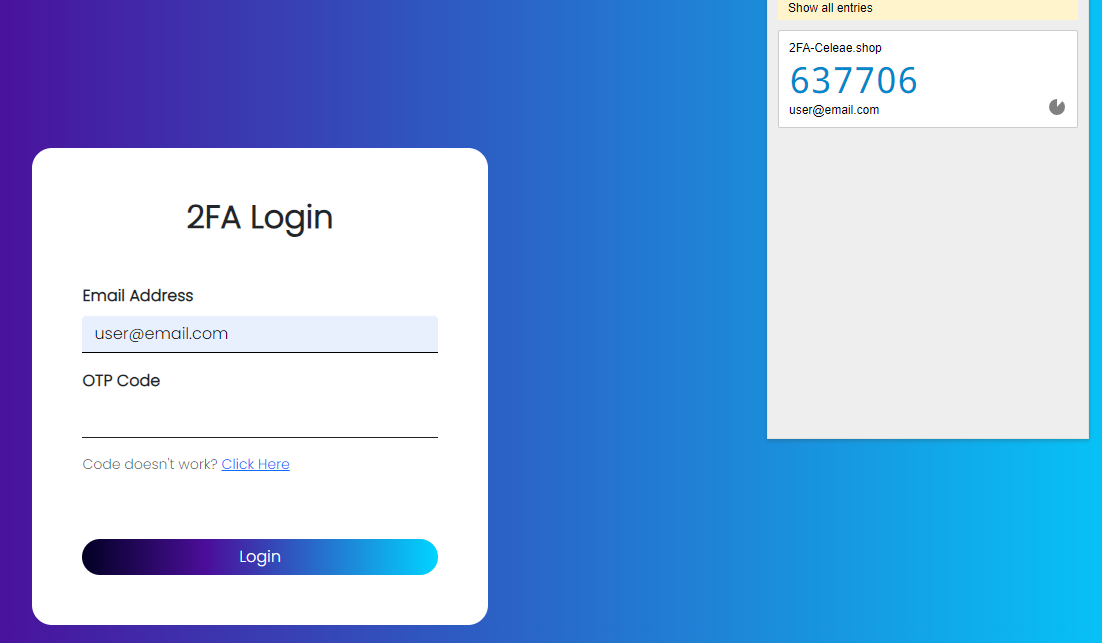 Show all entries
2FA-Celeae.shop
637706
user@email.com
2FA Login
Email Address
user@email.com
OTP Code
Code doesn't work? Click Here
Login